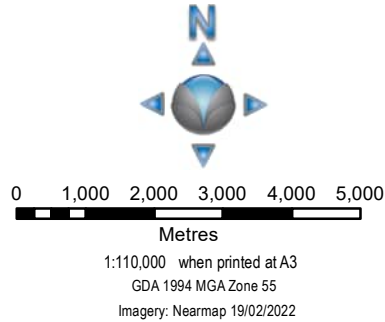 N
0 1,000 2,000 3,000 4,000 5,000
Metres
1:110,000 when printed at A3
GDA 1994 MGA Zone 55
Imagery: Nearmap 19/02/2022